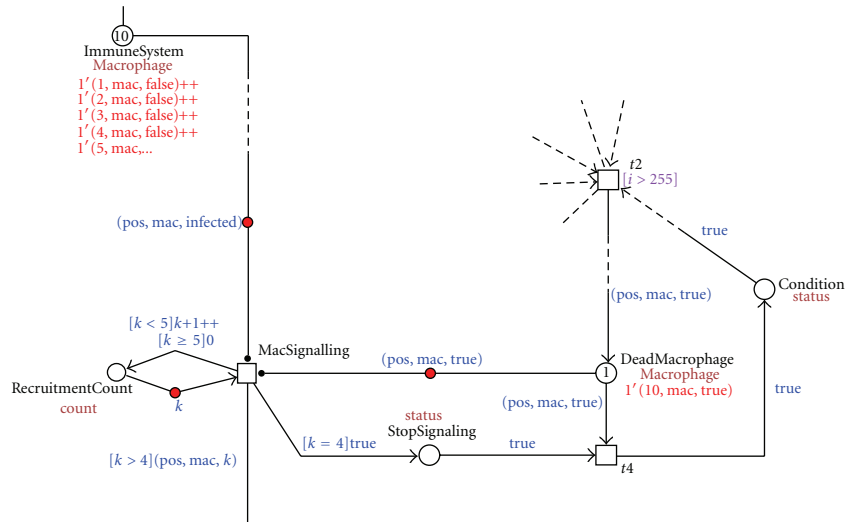 10
ImmuneSystem
Macrophage
1′(1, mac, false)++
1′(2, mac, false)++
1′(3, mac, false)++
1′(4, mac, false)++
1′(5, mac,...
t2
[i > 255]
(pos, mac, infected)
true
Condition
status
(pos, mac, true)
[k < 5]k+1++
[k ≥ 5]0
MacSignalling
(pos, mac, true)
DeadMacrophage
1
Macrophage
1′(10, mac, true)
RecruitmentCount
count
k
true
(pos, mac, true)
status
StopSignaling
[k = 4]true
true
[k > 4](pos, mac, k)
t4